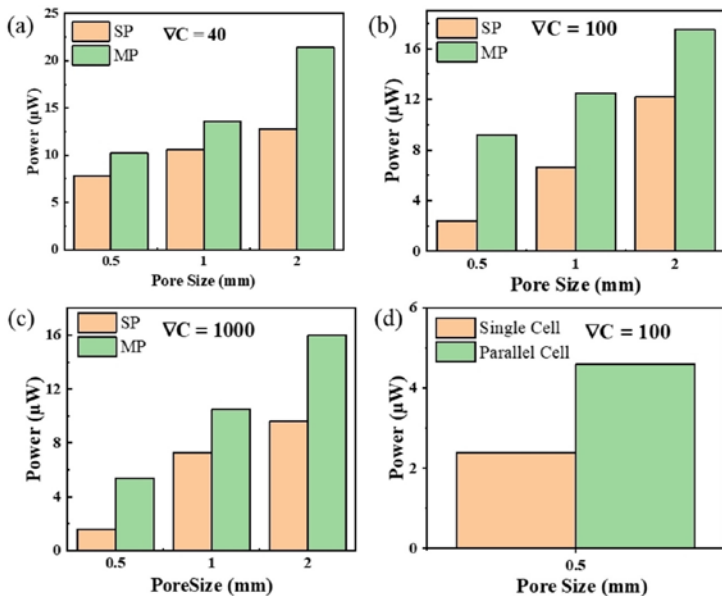 (a)
SP
MP
∇C = 40
25
20
15
10
5
0
Power (µW)
0.5
1
2
Pore Size (mm)
(b)
SP
MP
∇C = 100
16
12
8
4
0
Power (µW)
0.5
1
2
Pore Size (mm)
(c)
SP
MP
∇C = 1000
16
12
8
4
0
Power (µW)
0.5
1
2
PoreSize (mm)
(d)
Single Cell
Parallel Cell
∇C = 100
6
4
2
0
Power (µW)
0.5
Pore Size (mm)